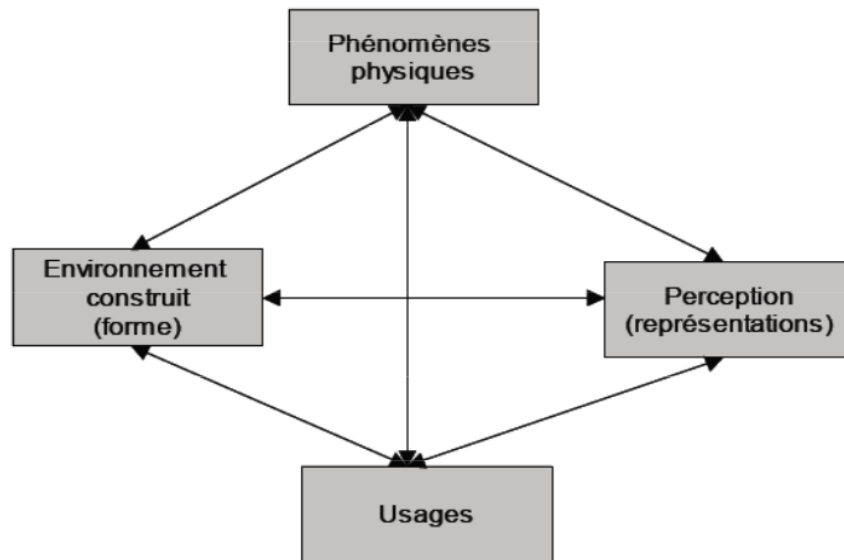 Phénomènes
physiques
Environnement
construit
(forme)
Perception
(représentations)
Usages